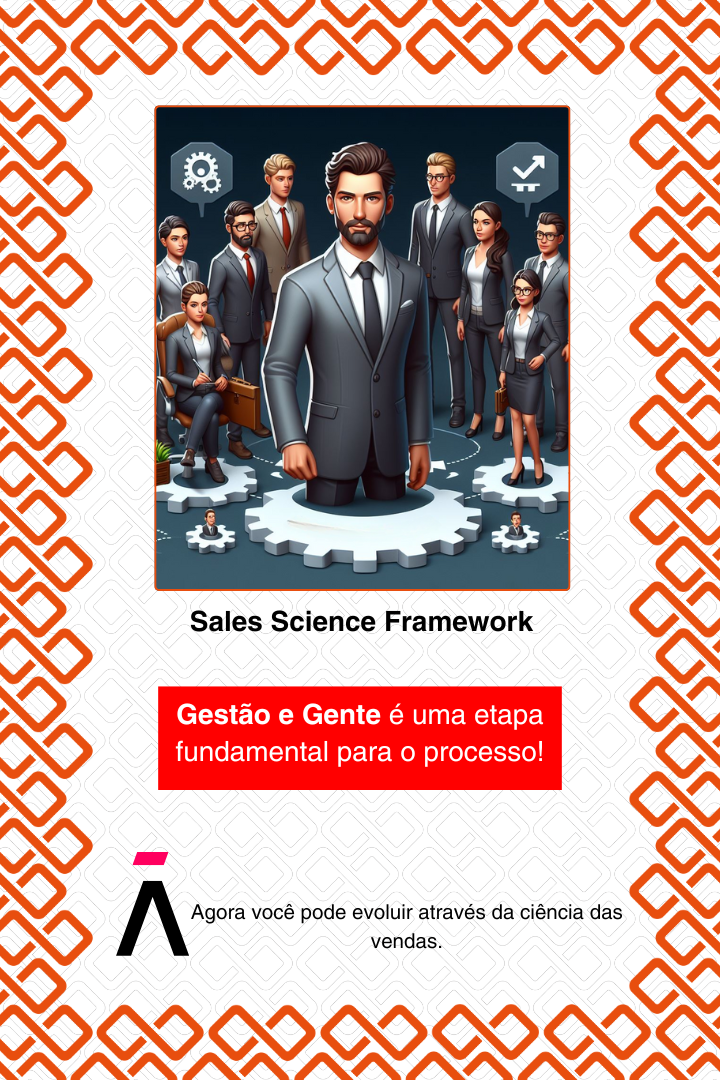 Sales Science Framework
Gestão e Gente é uma etapa
fundamental para o processo!
Agora você pode evoluir através da ciência das
vendas.